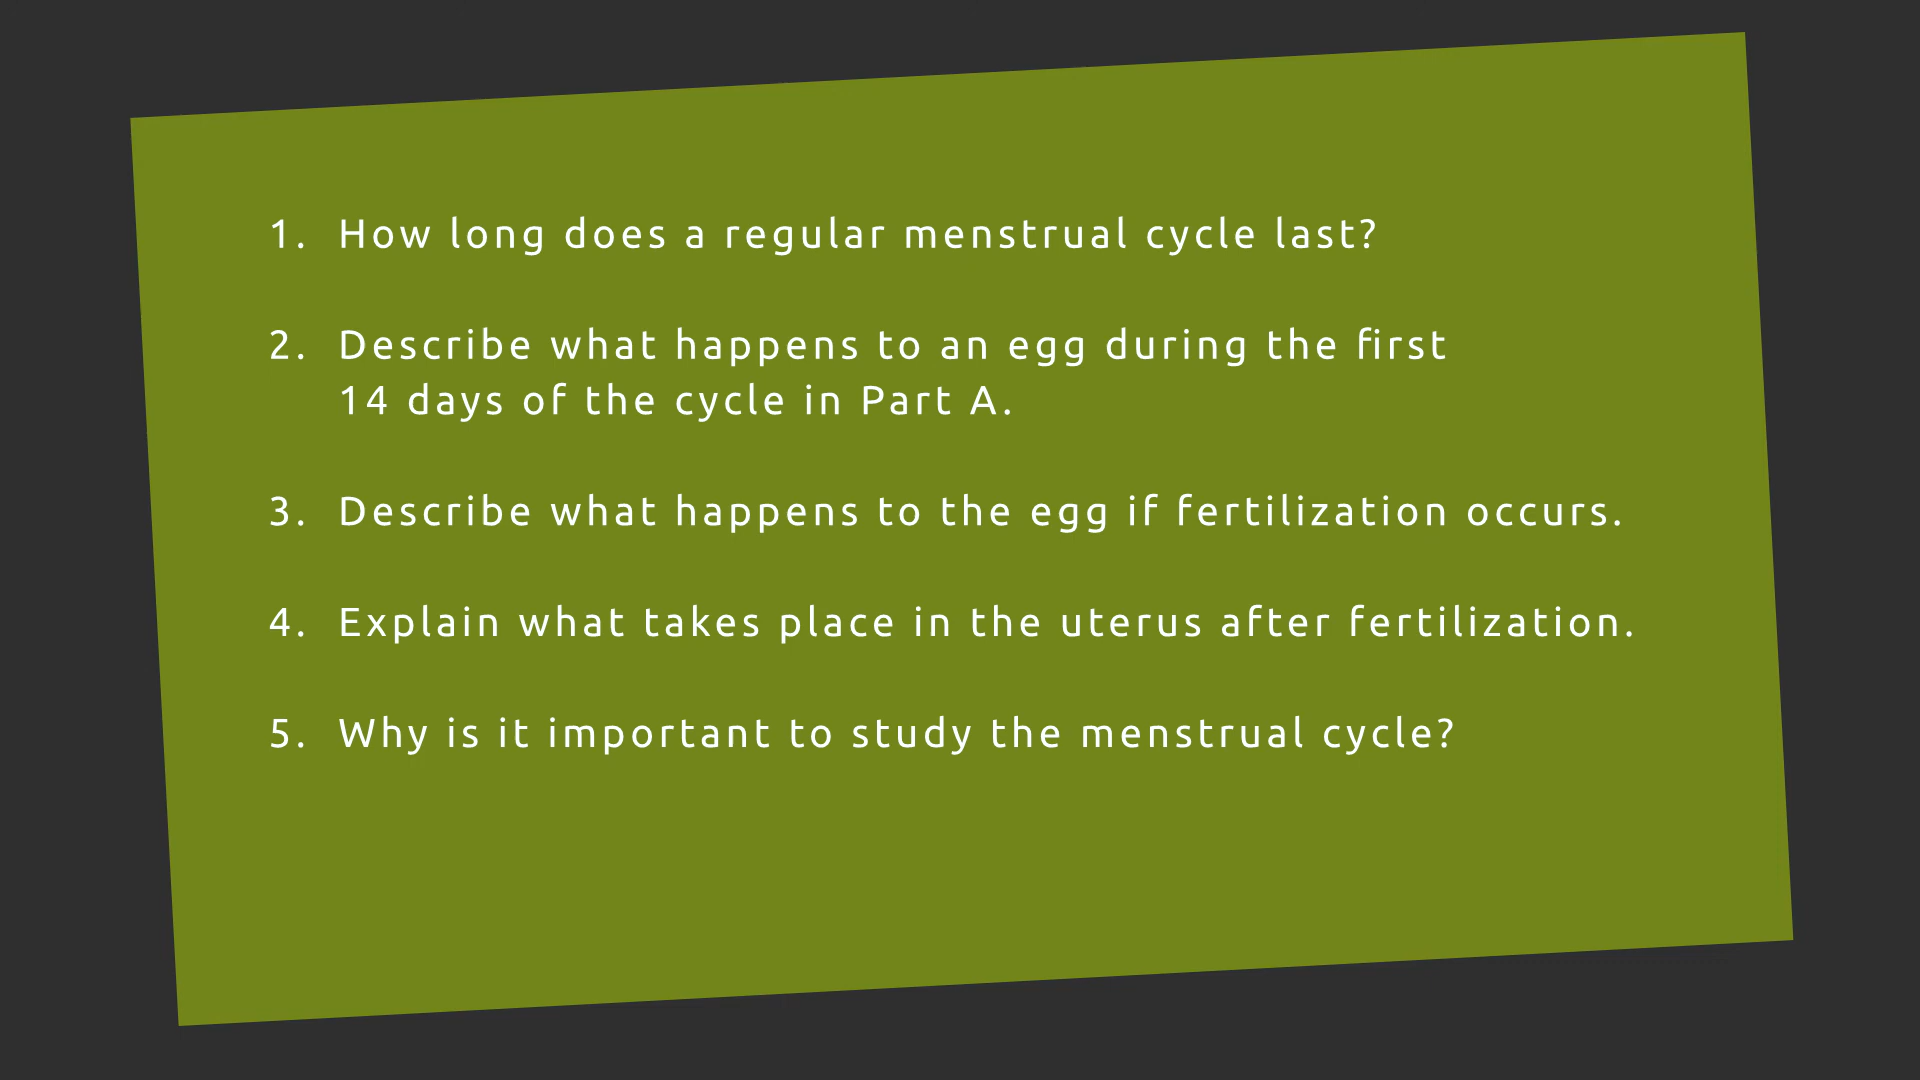 1. How long does a regular menstrual cycle last?
2. Describe what happens to an egg during the first
14 days of the cycle in Part A.
3. Describe what happens to the egg if fertilization occurs.
4. Explain what takes place in the uterus after fertilization.
5. Why is it important to study the menstrual cycle?